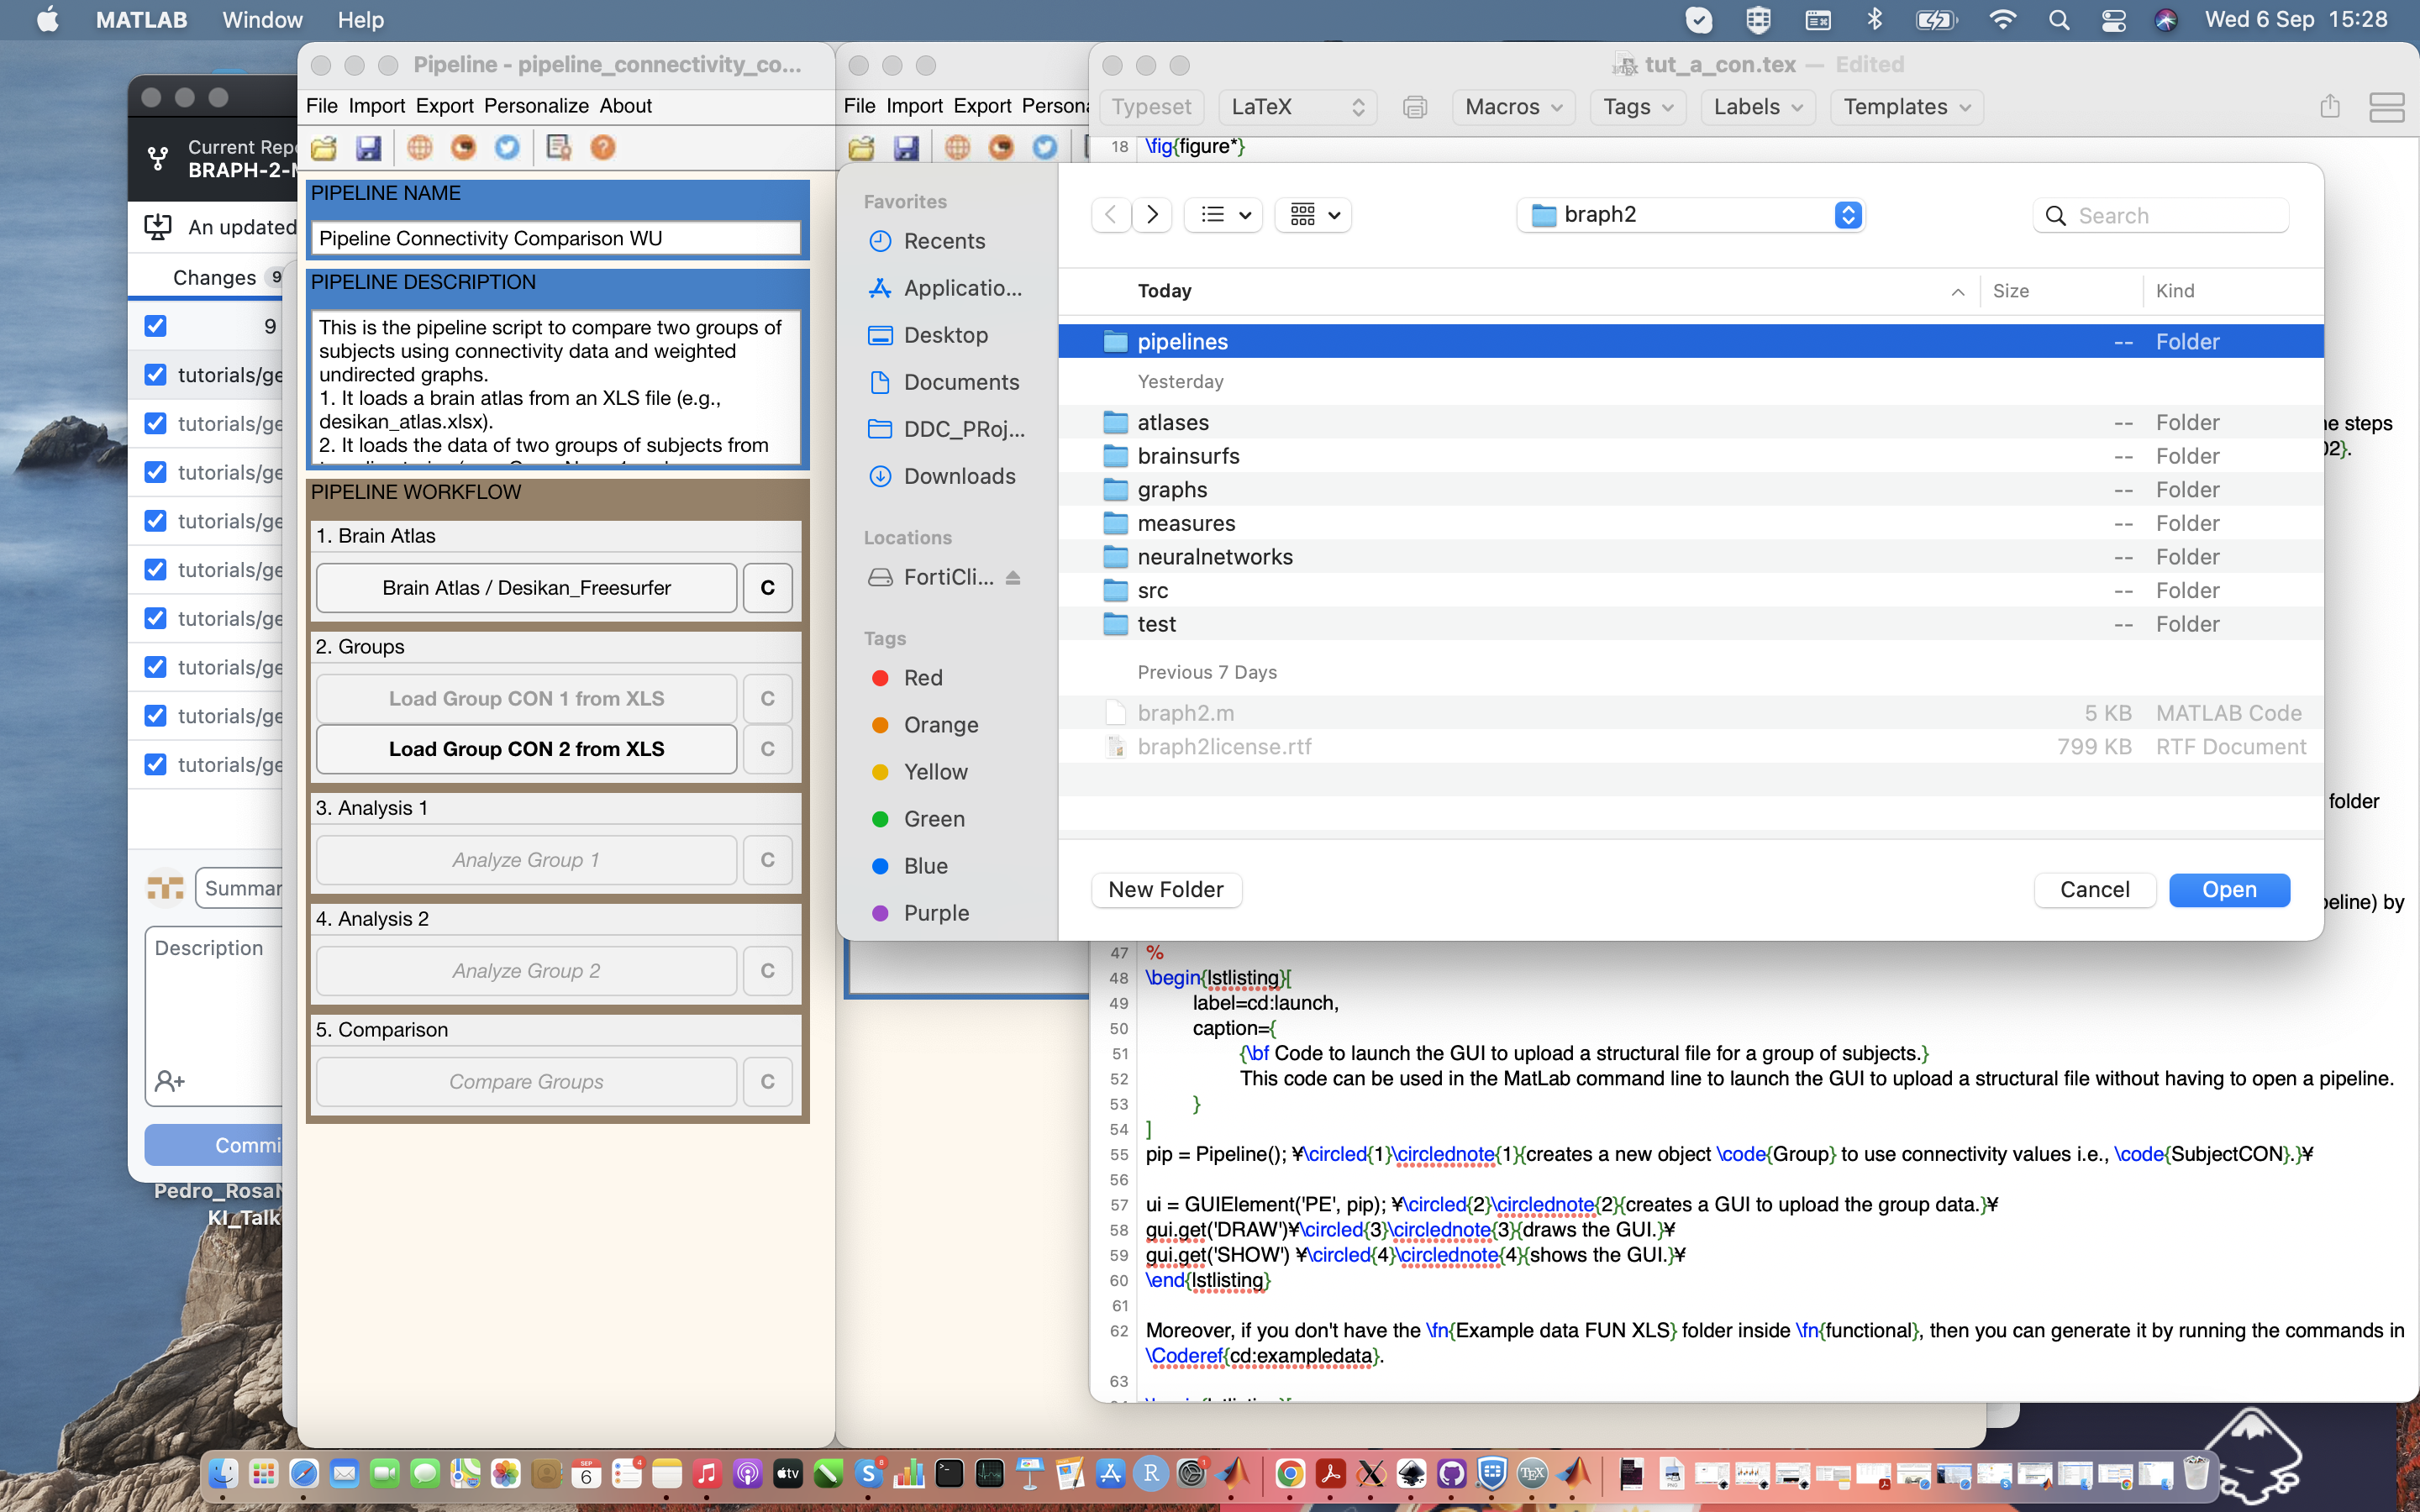 MATLAB Window Help
Wed 6 Sep 15:28
Current Rep
BRAPH-2-M
An updated
Changes 9
9
tutorials/ge
tutorials/ge
tutorials/ge
tutorials/ge
tutorials/ge
tutorials/ge
tutorials/ge
tutorials/ge
tutorials/ge
Summar
Description
Commi
Pedro_RosaN
KI_Talk
Pipeline - pipeline_connectivity_co...
File Import Export Personalize About
PIPELINE NAME
Pipeline Connectivity Comparison WU
PIPELINE DESCRIPTION
This is the pipeline script to compare two groups of
subjects using connectivity data and weighted
undirected graphs.
1. It loads a brain atlas from an XLS file (e.g.,
desikan_atlas.xlsx).
2. It loads the data of two groups of subjects from
PIPELINE WORKFLOW
1. Brain Atlas
Brain Atlas / Desikan_Freesurfer C
2. Groups
Load Group CON 1 from XLS C
Load Group CON 2 from XLS C
3. Analysis 1
Analyze Group 1 C
4. Analysis 2
Analyze Group 2 C
5. Comparison
Compare Groups C
File Import Export Persona
tut_a_con.tex — Edited
Typeset LaTeX Macros Tags Labels Templates
18 \fig{figure*}
Favorites
Recents
Applicatio...
Desktop
Documents
DDC_PRoj...
Downloads
Locations
FortiCli...
Tags
Red
Orange
Yellow
Green
Blue
Purple
braph2
Search
Today Size Kind
pipelines -- Folder
Yesterday
atlases -- Folder
brainsurfs -- Folder
graphs -- Folder
measures -- Folder
neuralnetworks -- Folder
src -- Folder
test -- Folder
Previous 7 Days
braph2.m 5 KB MATLAB Code
braph2license.rtf 799 KB RTF Document
New Folder Cancel Open
he steps
02}.
folder
peline) by
47 %
48 \begin{lstlisting}[
49 label=cd:launch,
50 caption={
51 {\bf Code to launch the GUI to upload a structural file for a group of subjects.}
52 This code can be used in the MatLab command line to launch the GUI to upload a structural file without having to open a pipeline.
53 }
54 ]
55 pip = Pipeline(); ¥\circled{1}\circlednote{1}{creates a new object \code{Group} to use connectivity values i.e., \code{SubjectCON}.}¥
56
57 ui = GUIElement('PE', pip); ¥\circled{2}\circlednote{2}{creates a GUI to upload the group data.}¥
58 gui.get('DRAW')¥\circled{3}\circlednote{3}{draws the GUI.}¥
59 gui.get('SHOW') ¥\circled{4}\circlednote{4}{shows the GUI.}¥
60 \end{lstlisting}
61
62 Moreover, if you don't have the \fn{Example data FUN XLS} folder inside \fn{functional}, then you can generate it by running the commands in
\Coderef{cd:exampledata}.
63